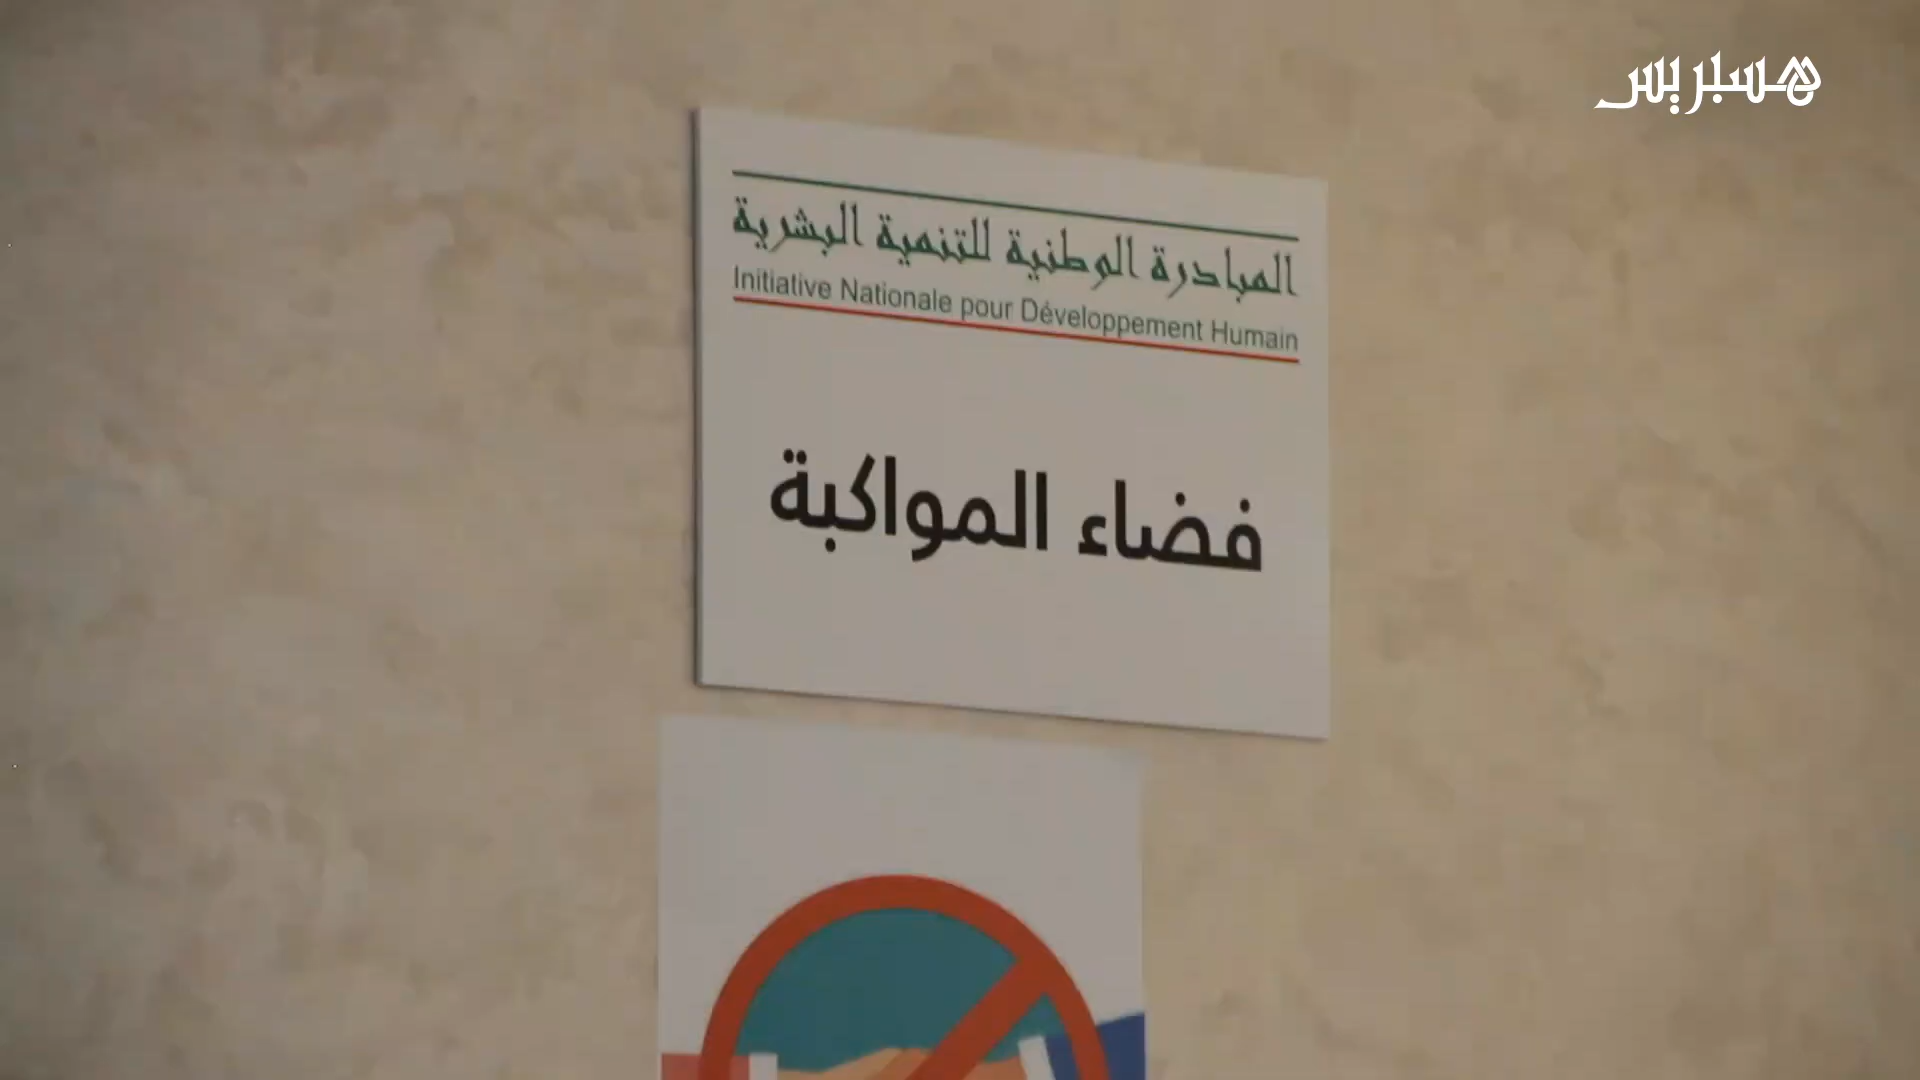 هسبريس
المبادرة الوطنية للتنمية البشرية
Initiative Nationale pour Développement Humain
فضاء المواكبة